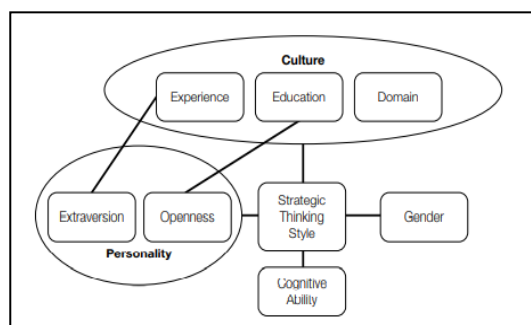 Culture
Experience
Education
Domain
Extraversion
Openness
Personality
Strategic
Thinking
Style
Gender
Cognitive
Ability